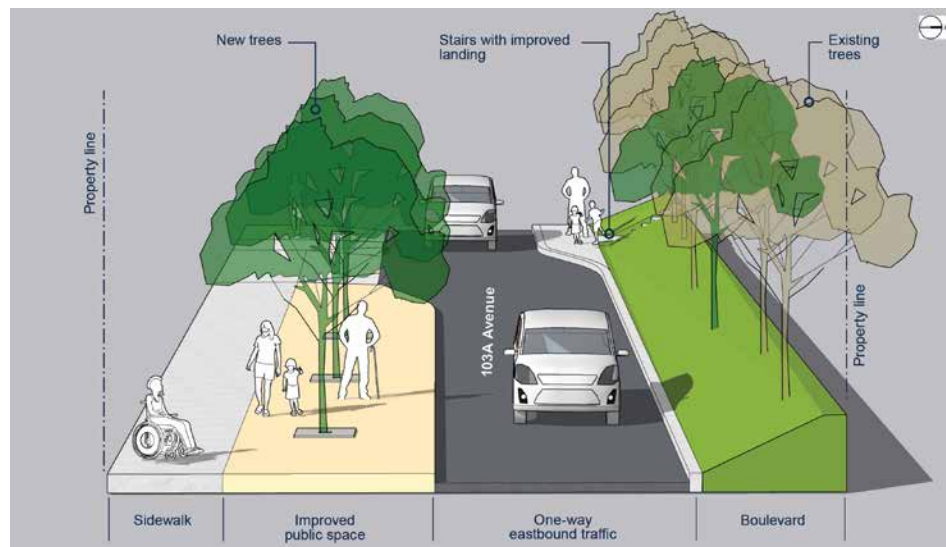 New trees
Stairs with improved
landing
Existing
trees
Property line
Property line
103A Avenue
Sidewalk
Improved
public space
One-way
eastbound traffic
Boulevard